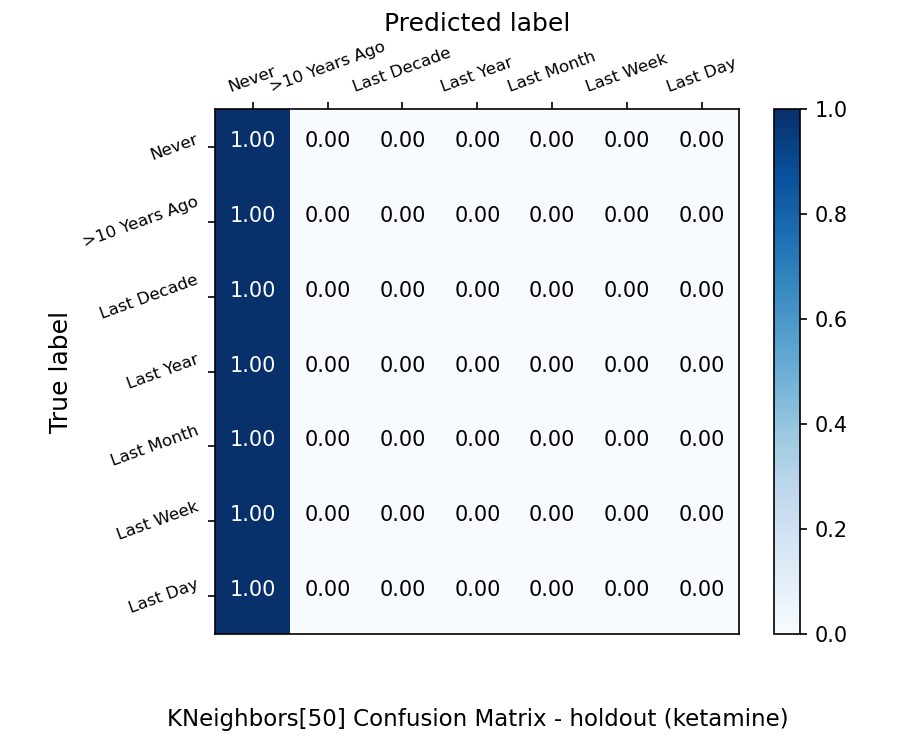 Predicted label
Never >10 Years Ago Last Decade Last Year Last Month Last Week Last Day
Never 1.00 0.00 0.00 0.00 0.00 0.00 0.00
>10 Years Ago 1.00 0.00 0.00 0.00 0.00 0.00 0.00
Last Decade 1.00 0.00 0.00 0.00 0.00 0.00 0.00
Last Year 1.00 0.00 0.00 0.00 0.00 0.00 0.00
Last Month 1.00 0.00 0.00 0.00 0.00 0.00 0.00
Last Week 1.00 0.00 0.00 0.00 0.00 0.00 0.00
Last Day 1.00 0.00 0.00 0.00 0.00 0.00 0.00
True label
1.0
0.8
0.6
0.4
0.2
0.0
KNeighbors[50] Confusion Matrix - holdout (ketamine)